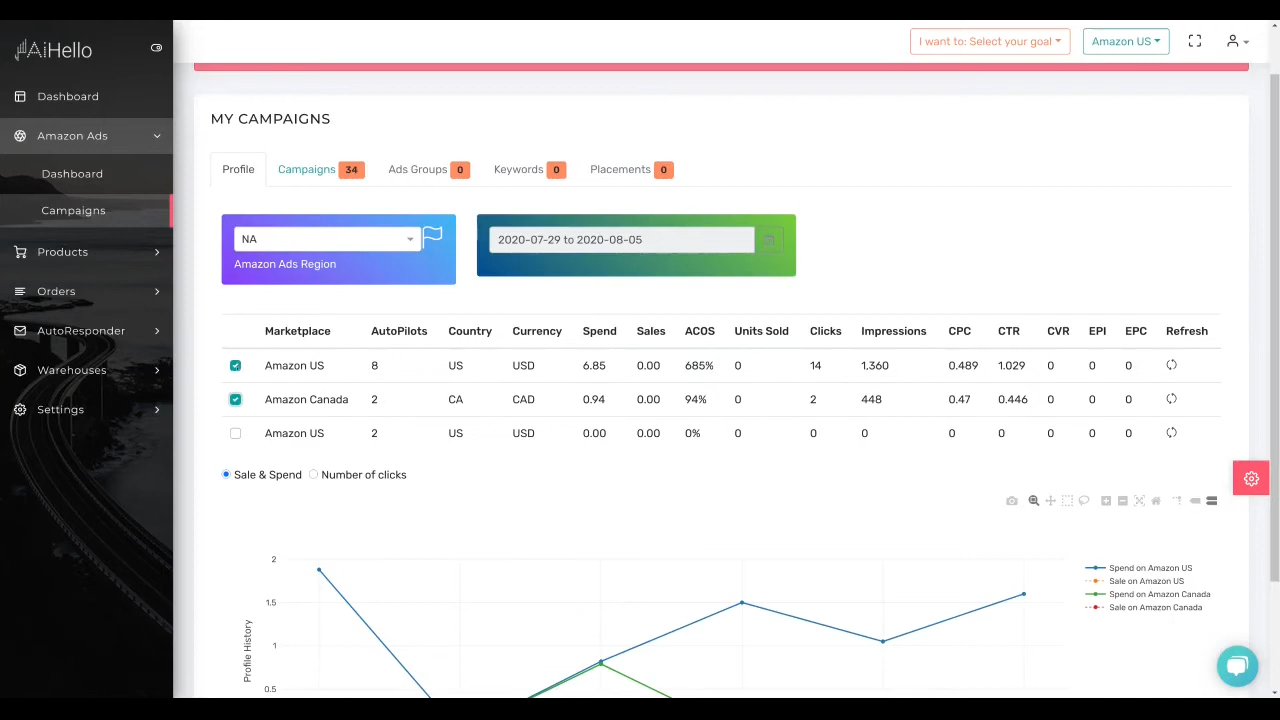 AiHello
I want to: Select your goal
Amazon US
Dashboard
Amazon Ads
Dashboard
Campaigns
Products
Orders
AutoResponder
Warehouses
Settings
MY CAMPAIGNS
Profile Campaigns 34 Ads Groups 0 Keywords 0 Placements 0
NA
Amazon Ads Region
2020-07-29 to 2020-08-05
Marketplace AutoPilots Country Currency Spend Sales ACOS Units Sold Clicks Impressions CPC CTR CVR EPI EPC Refresh
Amazon US 8 US USD 6.85 0.00 685% 0 14 1,360 0.489 1.029 0 0 0
Amazon Canada 2 CA CAD 0.94 0.00 94% 0 2 448 0.47 0.446 0 0 0
Amazon US 2 US USD 0.00 0.00 0% 0 0 0 0 0 0 0 0
Sale & Spend Number of clicks
2
1.5
1
0.5
Profile History
Spend on Amazon US
Sale on Amazon US
Spend on Amazon Canada
Sale on Amazon Canada